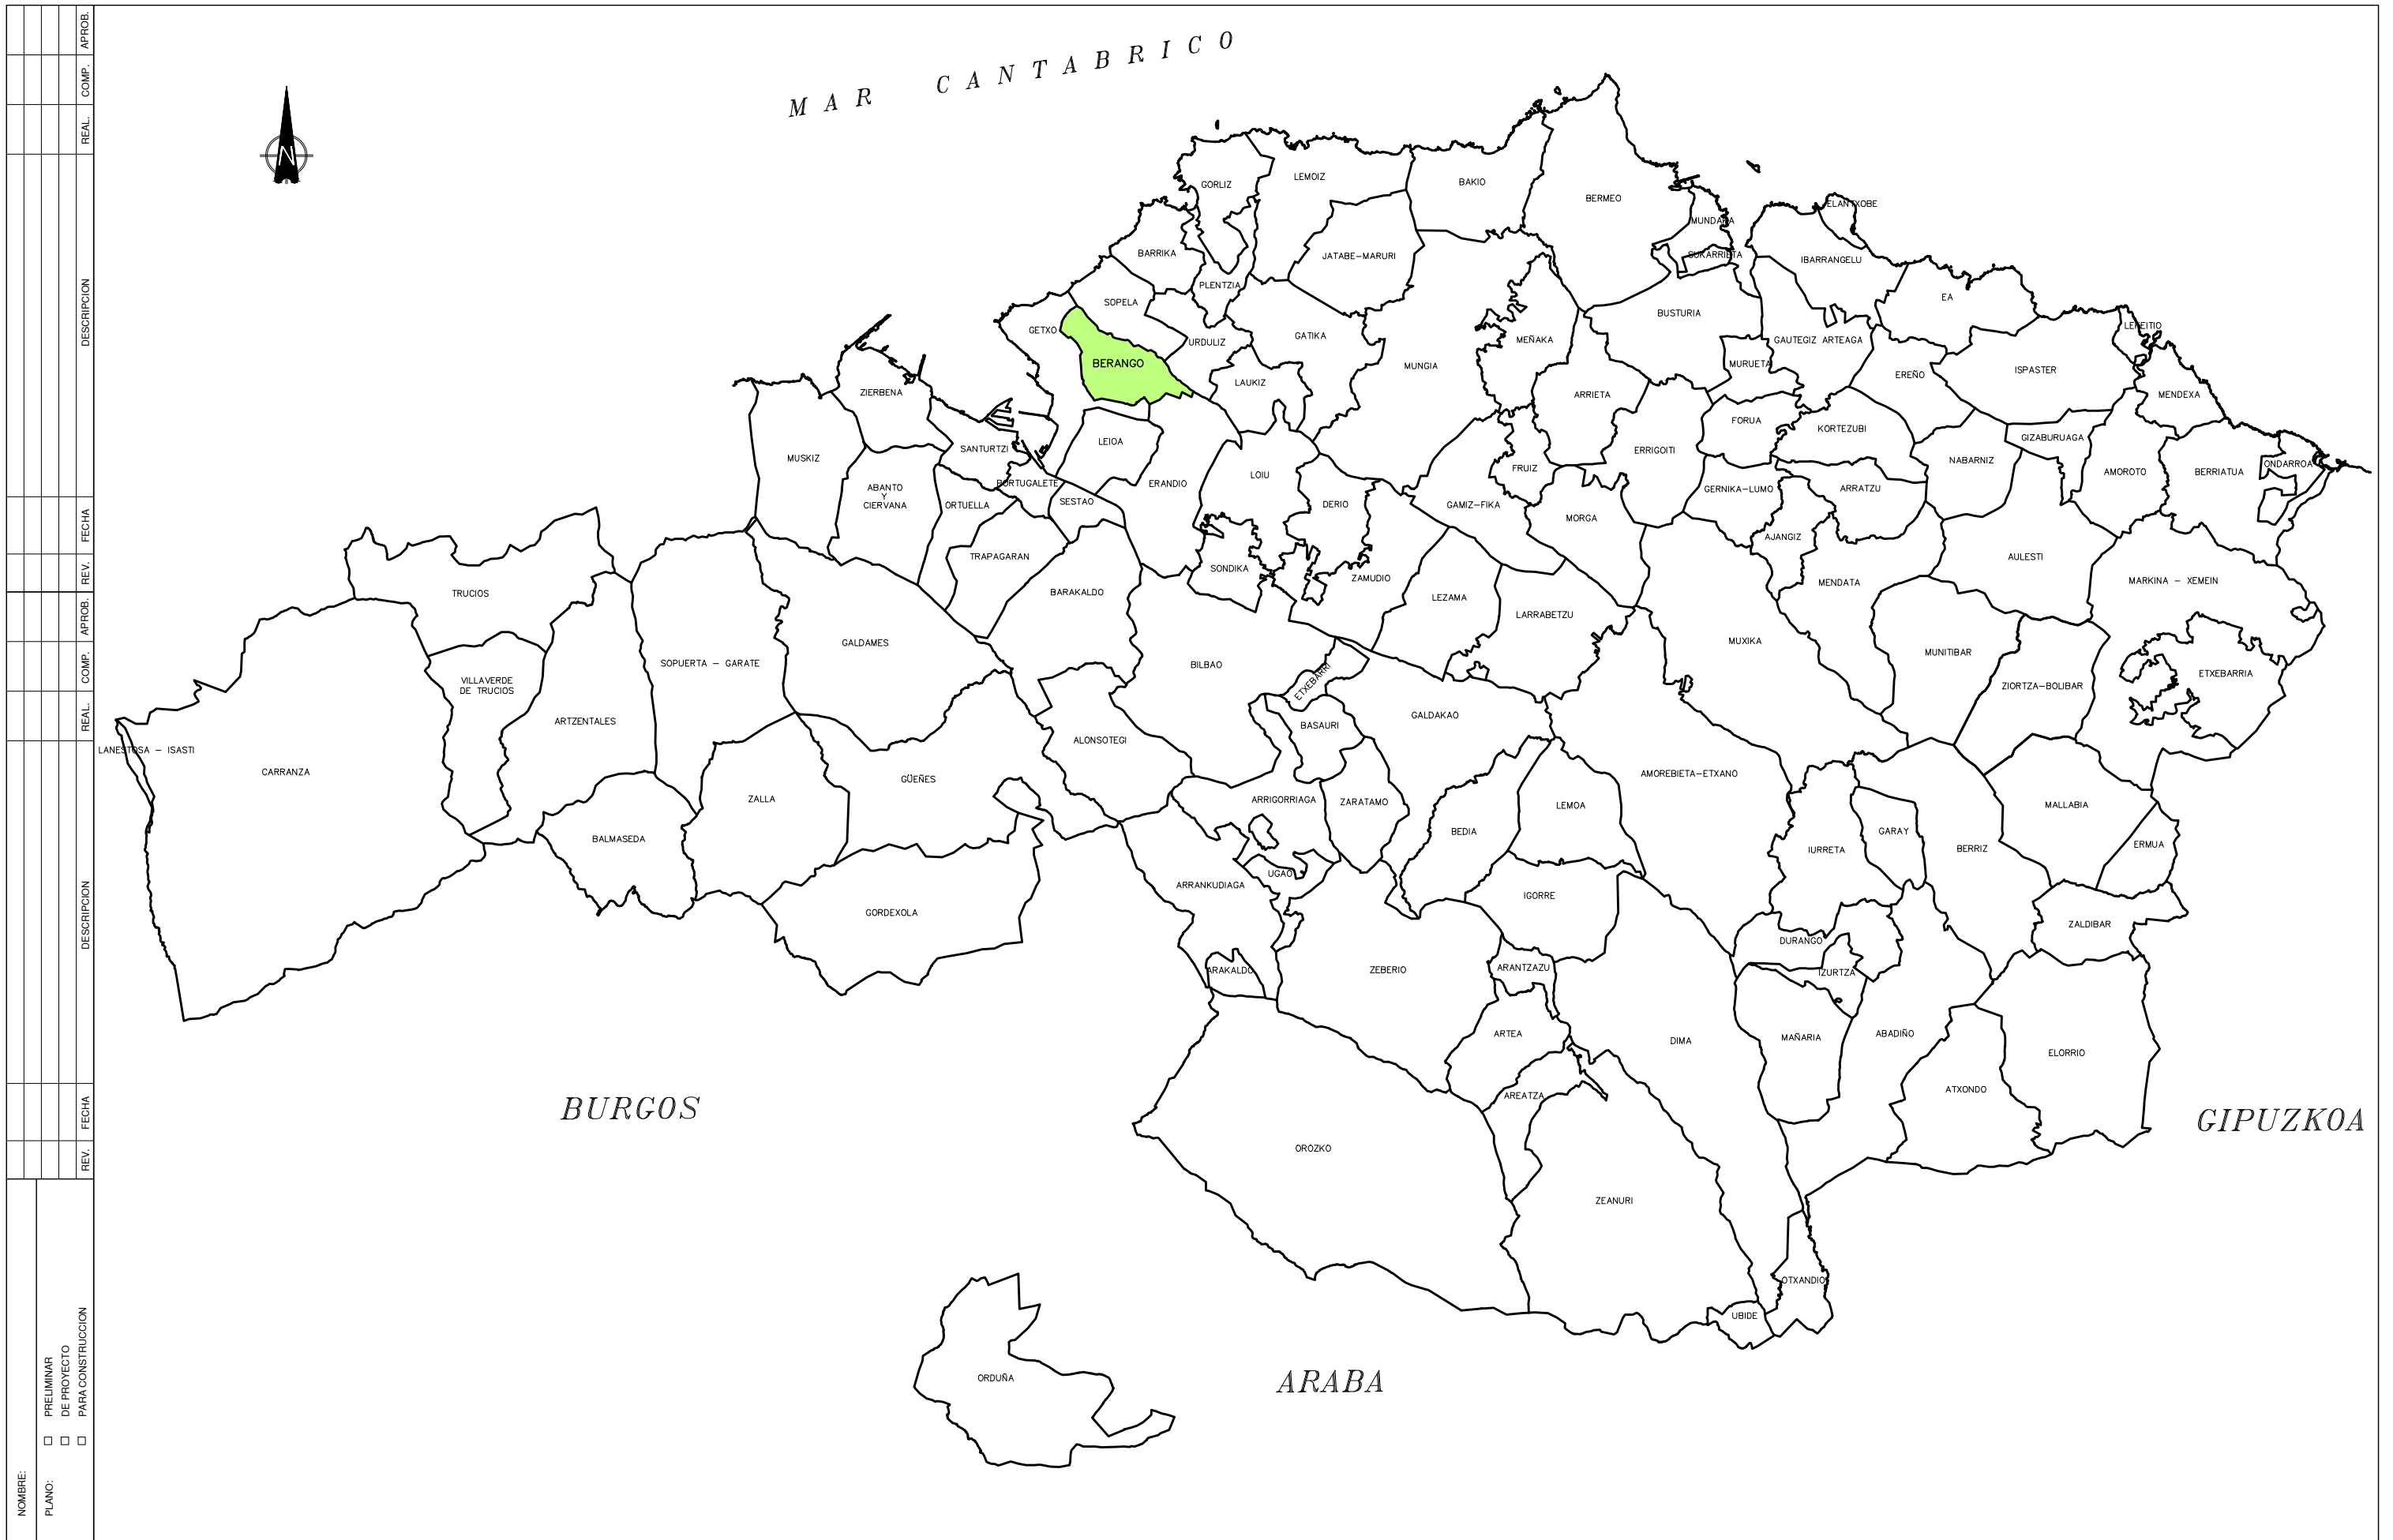 MAR CANTABRICO
N
GORLIZ
LEMOIZ
BAKIO
BERMEO
ELANTXOBE
MUNDAKA
SUKARRIETA
IBARRANGELU
BARRIKA
JATABE-MARURI
PLENTZIA
EA
SOPELA
BUSTURIA
GETXO
URDULIZ
GATIKA
MEÑAKA
GAUTEGIZ ARTEAGA
LEKEITIO
BERANGO
MUNGIA
MURUETA
EREÑO
ISPASTER
LAUKIZ
ZIERBENA
ARRIETA
MENDEXA
FORUA
KORTEZUBI
GIZABURUAGA
LEIOA
SANTURTZI
ERRIGOITI
MUSKIZ
NABARNIZ
ONDARROA
FRUIZ
AMOROTO
BERRIATUA
LOIU
PORTUGALETE
ERANDIO
ABANTO
Y
CIERVANA
GERNIKA-LUMO
ARRATZU
ORTUELLA
SESTAO
DERIO
GAMIZ-FIKA
MORGA
AJANGIZ
TRAPAGARAN
AULESTI
SONDIKA
ZAMUDIO
MENDATA
MARKINA - XEMEIN
TRUCIOS
BARAKALDO
LEZAMA
LARRABETZU
GALDAMES
MUXIKA
SOPUERTA - GARATE
BILBAO
MUNITIBAR
VILLAVERDE
DE TRUCIOS
ETXEBARRI
ZIORTZA-BOLIBAR
ETXEBARRIA
ARTZENTALES
BASAURI
GALDAKAO
ALONSOTEGI
LANESTOSA - ISASTI
CARRANZA
GÜEÑES
AMOREBIETA-ETXANO
ZALLA
ARRIGORRIAGA
ZARATAMO
LEMOA
MALLABIA
BALMASEDA
BEDIA
GARAY
IURRETA
BERRIZ
ERMUA
UGAO
ARRANKUDIAGA
IGORRE
GORDEXOLA
ZALDIBAR
DURANGO
ARAKALDO
ZEBERIO
ARANTZAZU
IZURTZA
ARTEA
DIMA
MAÑARIA
ABADIÑO
ELORRIO
AREATZA
ATXONDO
BURGOS
GIPUZKOA
OROZKO
ZEANURI
OTXANDIO
UBIDE
ORDUÑA
ARABA
APROB.
COMP.
REAL.
DESCRIPCION
FECHA
REV.
APROB.
COMP.
REAL.
DESCRIPCION
FECHA
REV.
PRELIMINAR
DE PROYECTO
PARA CONSTRUCCION
PLANO:
NOMBRE: